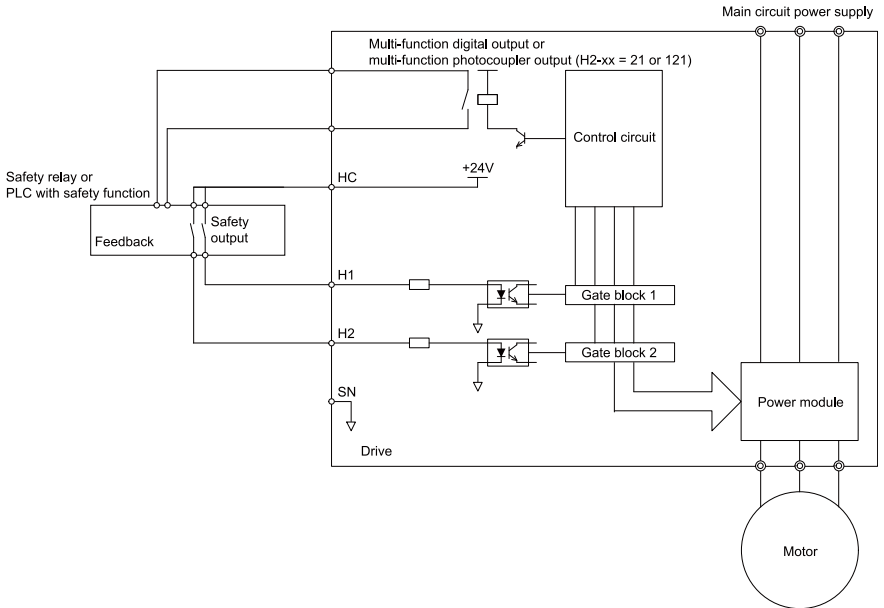 Main circuit power supply
Multi-function digital output or
multi-function photocoupler output (H2-xx = 21 or 121)
Control circuit
+24V
HC
Safety relay or
PLC with safety function
Safety
output
Feedback
H1
Gate block 1
H2
Gate block 2
SN
Power module
Drive
Motor